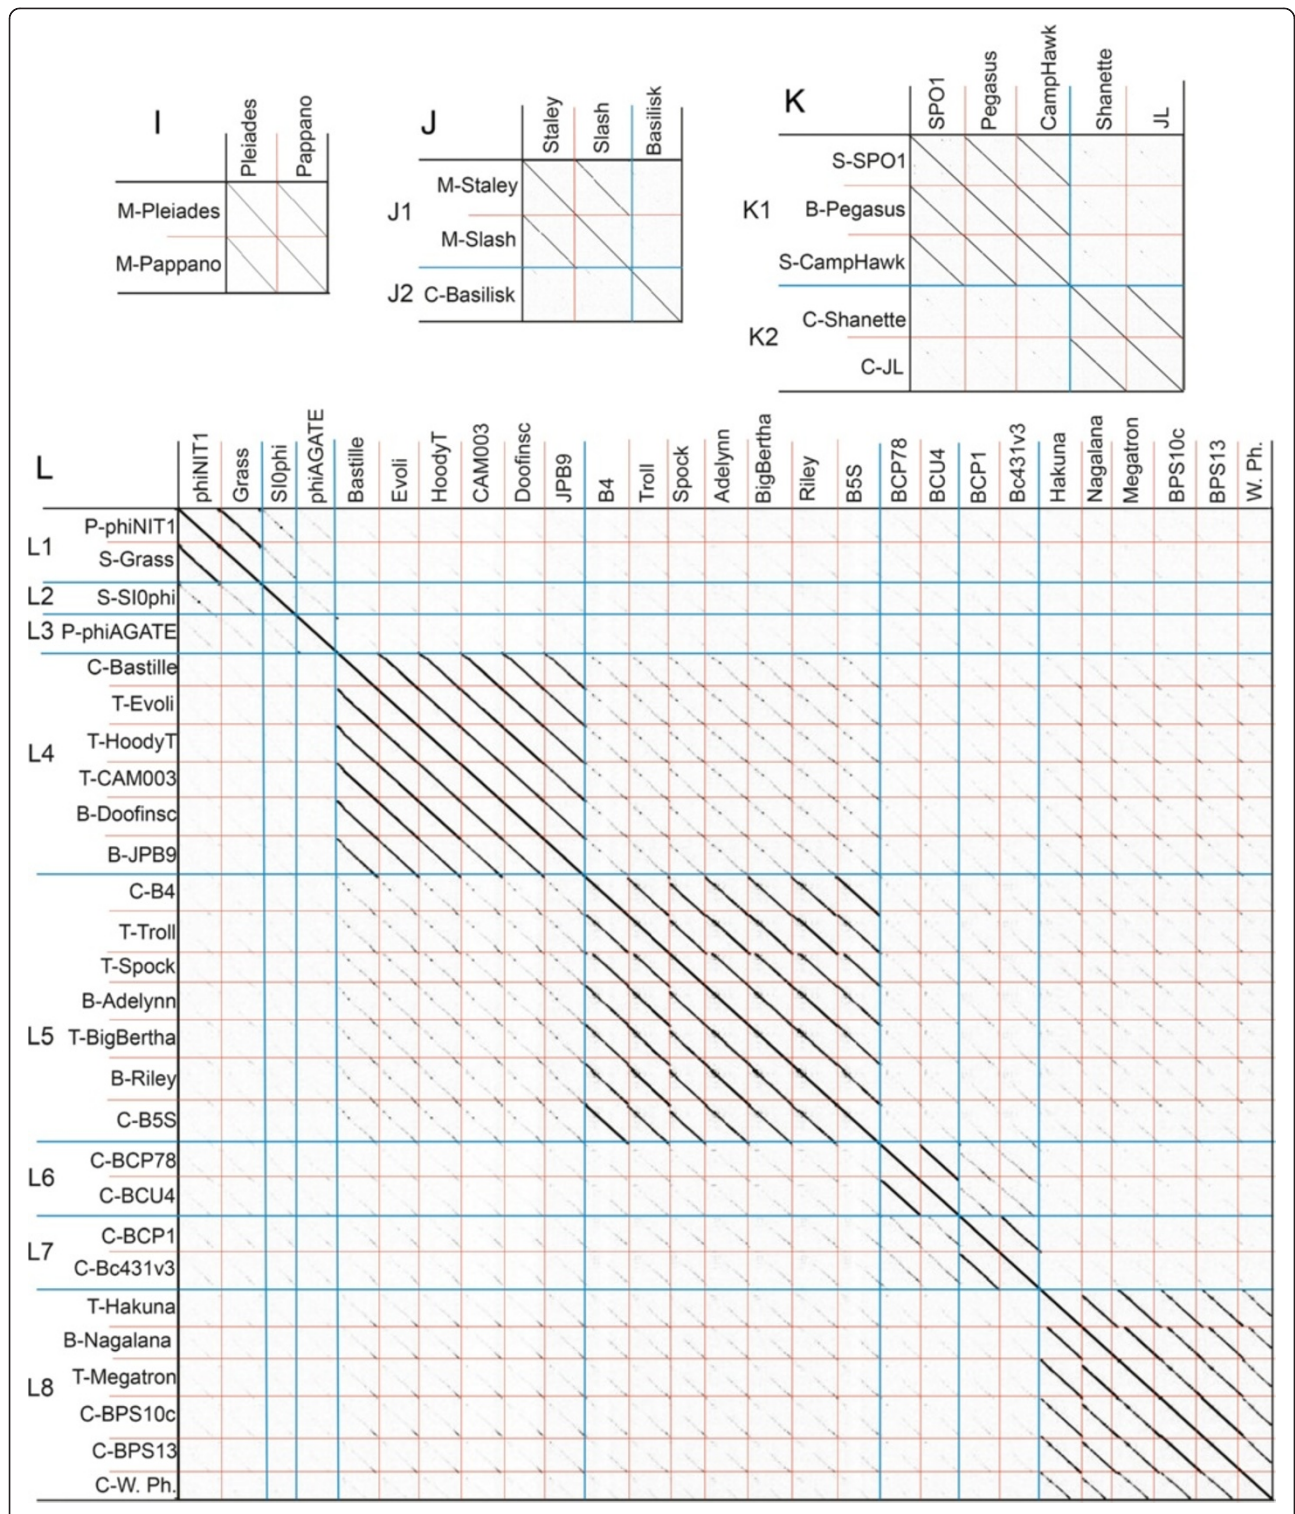 I
Pleiades
Pappano
M-Pleiades
M-Pappano
J
Staley
Slash
Basilisk
M-Staley
J1
M-Slash
J2 C-Basilisk
K
SPO1
Pegasus
CampHawk
Shanette
JL
S-SPO1
K1
B-Pegasus
S-CampHawk
C-Shanette
K2
C-JL
L
phiNIT1
Grass
SI0phi
phiAGATE
Bastille
Evoli
HoodyT
CAM003
Doofinsc
JPB9
B4
Troll
Spock
Adelynn
BigBertha
Riley
B5S
BCP78
BCU4
BCP1
Bc431v3
Hakuna
Nagalana
Megatron
BPS10c
BPS13
W. Ph.
P-phiNIT1
L1
S-Grass
L2 S-SI0phi
L3 P-phiAGATE
C-Bastille
T-Evoli
T-HoodyT
L4
T-CAM003
B-Doofinsc
B-JPB9
C-B4
T-Troll
T-Spock
B-Adelynn
L5 T-BigBertha
B-Riley
C-B5S
C-BCP78
L6
C-BCU4
C-BCP1
L7
C-Bc431v3
T-Hakuna
B-Nagalana
T-Megatron
L8
C-BPS10c
C-BPS13
C-W. Ph.